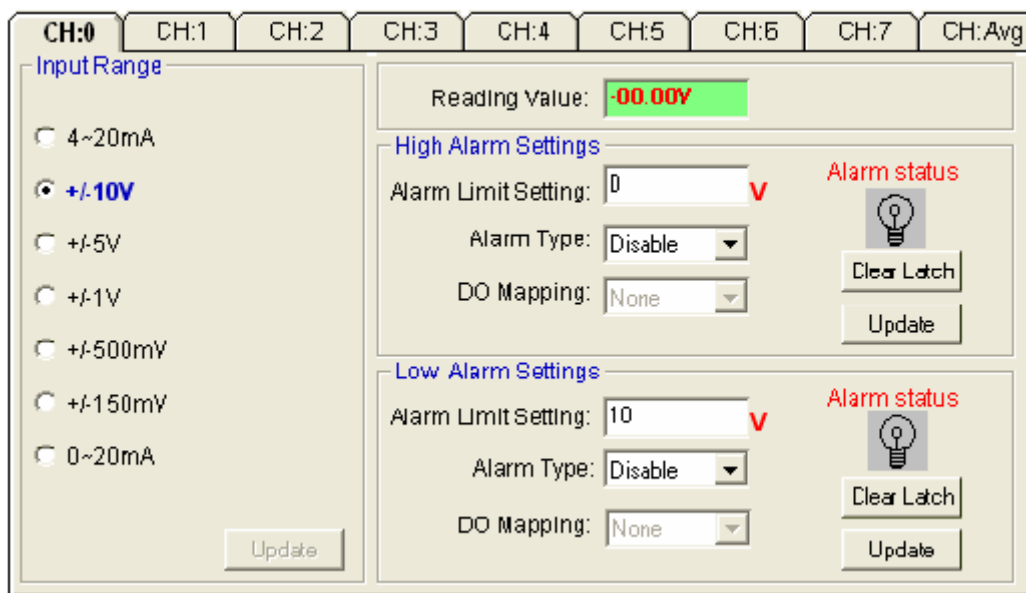 CH:0 CH:1 CH:2 CH:3 CH:4 CH:5 CH:6 CH:7 CH:Avg
Input Range
4~20mA
+/-10V
+/-5V
+/-1V
+/-500mV
+/-150mV
0~20mA
Update
Reading Value: -00.00V
High Alarm Settings
Alarm Limit Setting: 0 V
Alarm Type: Disable
DO Mapping: None
Alarm status
Clear Latch
Update
Low Alarm Settings
Alarm Limit Setting: 10 V
Alarm Type: Disable
DO Mapping: None
Alarm status
Clear Latch
Update